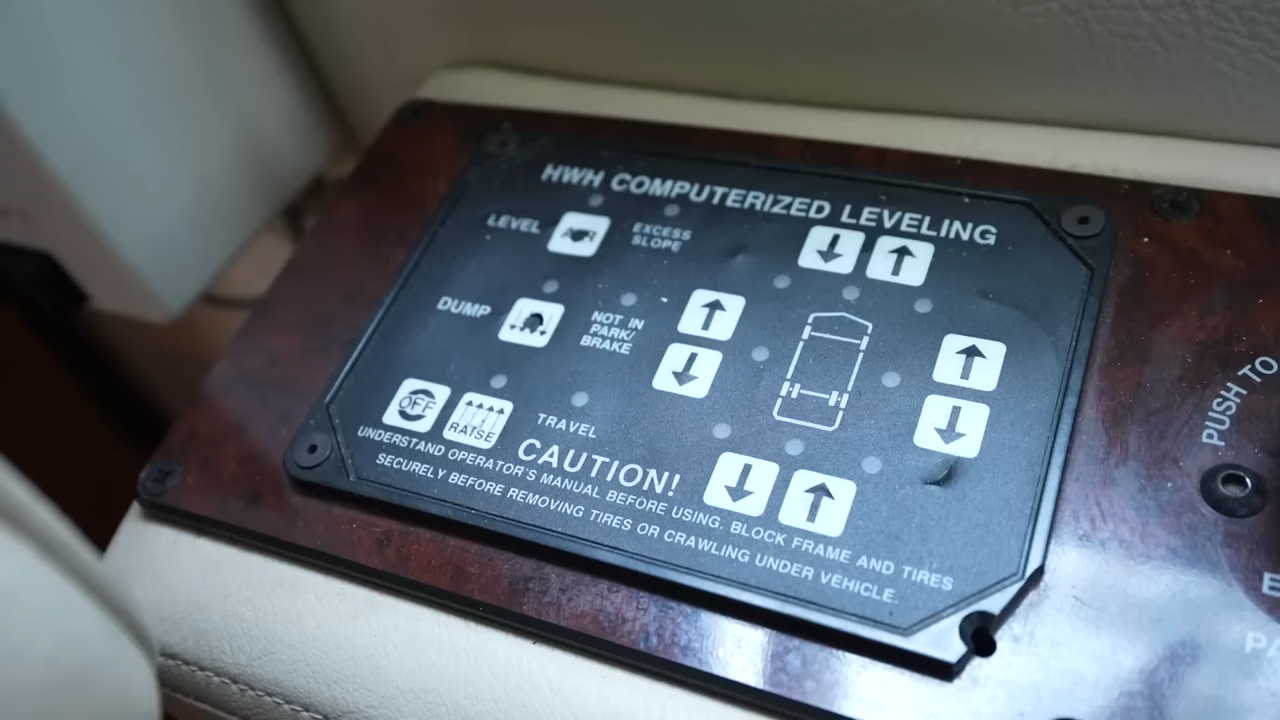 HWH COMPUTERIZED LEVELING
LEVEL
AIR
EXCESS
SLOPE
DUMP
NOT IN
PARK/
BRAKE
OFF
RAISE
TRAVEL
CAUTION!
UNDERSTAND OPERATOR'S MANUAL BEFORE USING. BLOCK FRAME AND TIRES
SECURELY BEFORE REMOVING TIRES OR CRAWLING UNDER VEHICLE.
PUSH TO